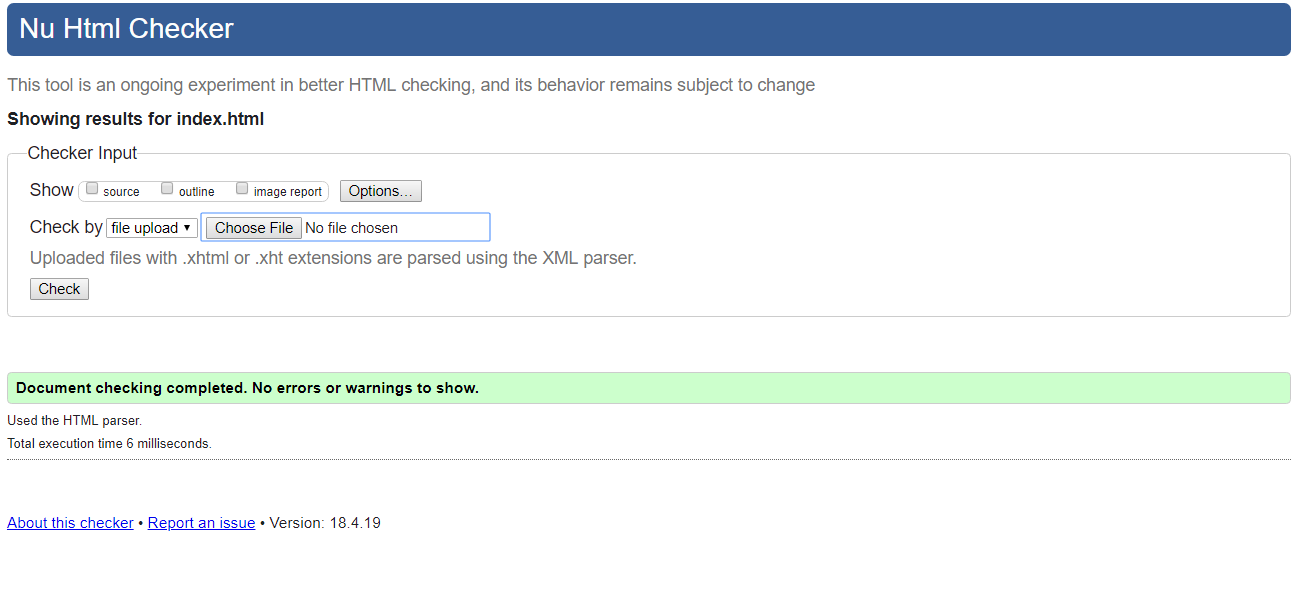 Nu Html Checker
This tool is an ongoing experiment in better HTML checking, and its behavior remains subject to change
Showing results for index.html
Checker Input
Show source outline image report Options...
Check by file upload Choose File No file chosen
Uploaded files with .xhtml or .xht extensions are parsed using the XML parser.
Check
Document checking completed. No errors or warnings to show.
Used the HTML parser.
Total execution time 6 milliseconds.
About this checker • Report an issue • Version: 18.4.19